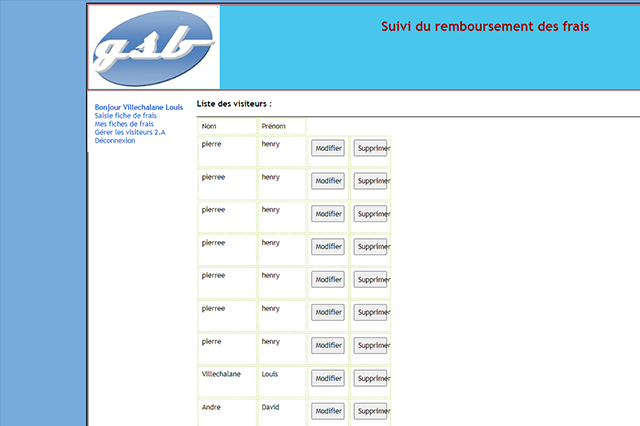 gsb
Suivi du remboursement des frais
Bonjour Villechalane Louis
Saisie fiche de frais
Mes fiches de frais
Gérer les visiteurs 2.A
Déconnexion
Liste des visiteurs :
Nom Prénom
pierre henry Modifier Supprimer
pierree henry Modifier Supprimer
pierree henry Modifier Supprimer
pierree henry Modifier Supprimer
pierree henry Modifier Supprimer
pierree henry Modifier Supprimer
pierre henry Modifier Supprimer
Villechalane Louis Modifier Supprimer
Andre David Modifier Supprimer